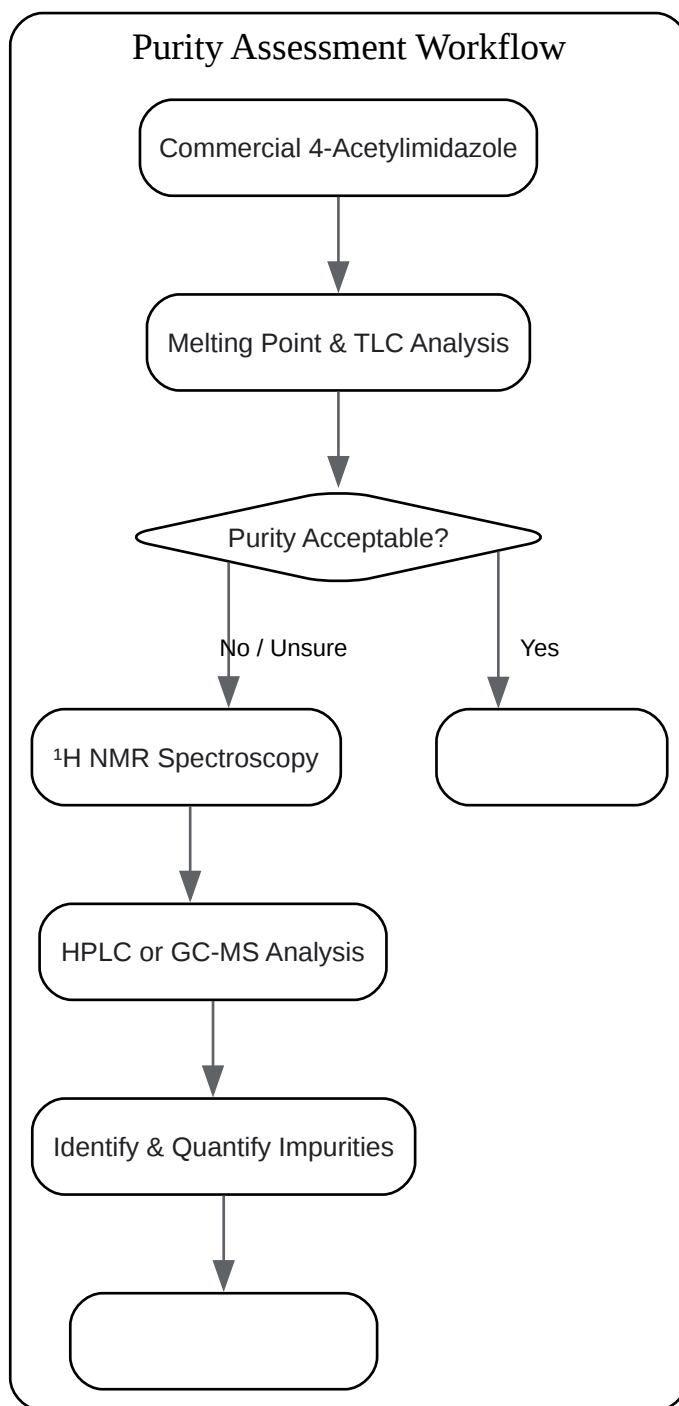 Purity Assessment Workflow
Commercial 4-Acetylimidazole
Melting Point & TLC Analysis
Purity Acceptable?
No / Unsure
Yes
¹H NMR Spectroscopy
HPLC or GC-MS Analysis
Identify & Quantify Impurities